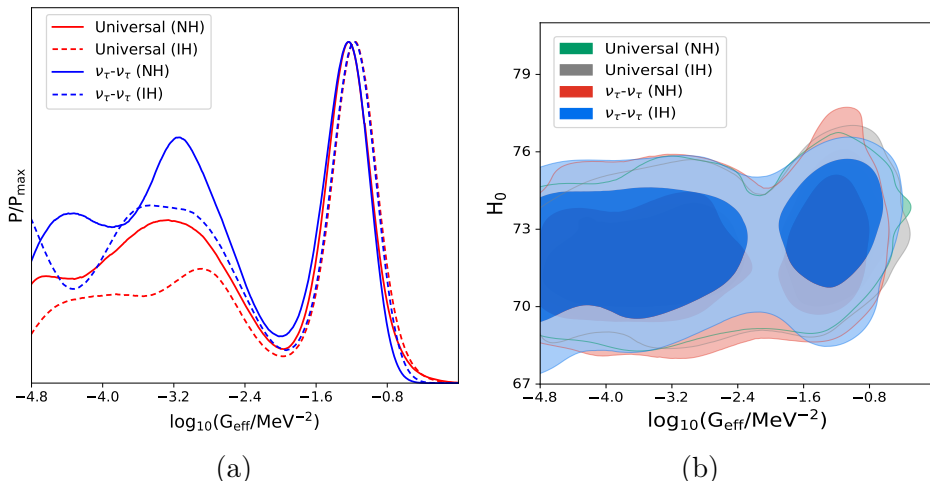 Universal (NH)
Universal (IH)
ντ-ντ (NH)
ντ-ντ (IH)
P/Pmax
−4.8 −4.0 −3.2 −2.4 −1.6 −0.8
log10(Geff/MeV−2)
(a)
Universal (NH)
Universal (IH)
ντ-ντ (NH)
ντ-ντ (IH)
H0
79
76
73
70
67
−4.8 −4.0 −3.2 −2.4 −1.6 −0.8
log10(Geff/MeV−2)
(b)